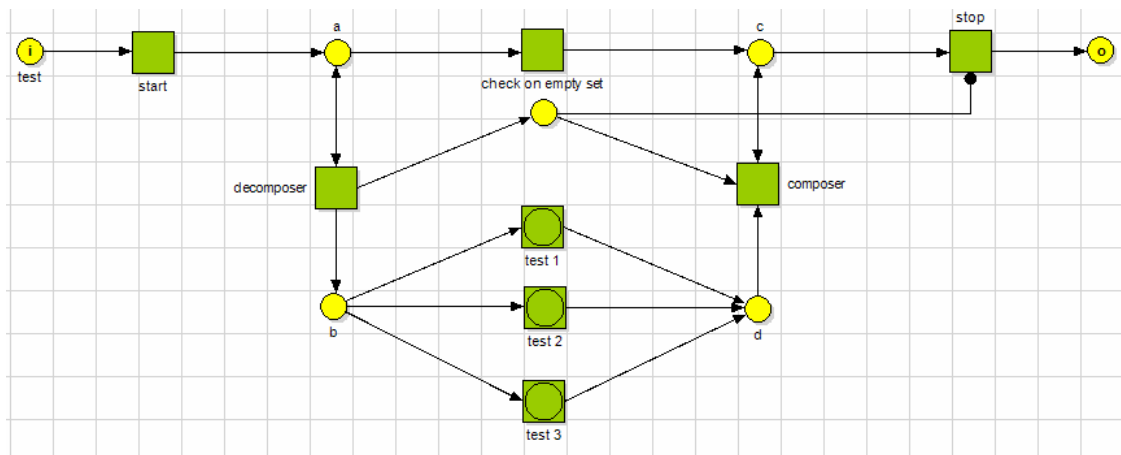 a
c
stop
i
o
test
start
check on empty set
decomposer
composer
test 1
b
test 2
d
test 3